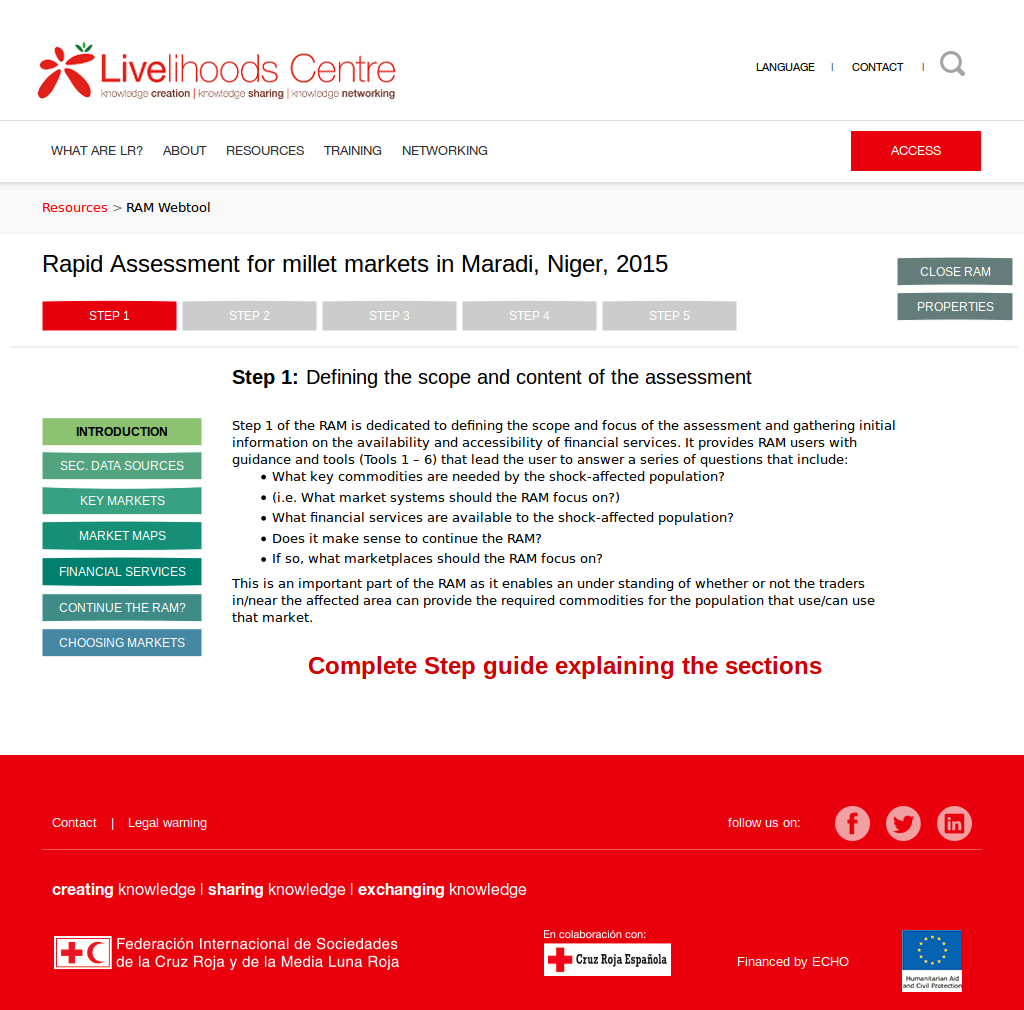 Livelihoods Centre
knowledge creation | knowledge sharing | knowledge networking
LANGUAGE | CONTACT |
WHAT ARE LR? ABOUT RESOURCES TRAINING NETWORKING ACCESS
Resources > RAM Webtool
Rapid Assessment for millet markets in Maradi, Niger, 2015
CLOSE RAM
PROPERTIES
STEP 1 STEP 2 STEP 3 STEP 4 STEP 5
Step 1: Defining the scope and content of the assessment
INTRODUCTION
SEC. DATA SOURCES
KEY MARKETS
MARKET MAPS
FINANCIAL SERVICES
CONTINUE THE RAM?
CHOOSING MARKETS
Step 1 of the RAM is dedicated to defining the scope and focus of the assessment and gathering initial
information on the availability and accessibility of financial services. It provides RAM users with
guidance and tools (Tools 1 – 6) that lead the user to answer a series of questions that include:
• What key commodities are needed by the shock-affected population?
• (i.e. What market systems should the RAM focus on?)
• What financial services are available to the shock-affected population?
• Does it make sense to continue the RAM?
• If so, what marketplaces should the RAM focus on?
This is an important part of the RAM as it enables an under standing of whether or not the traders
in/near the affected area can provide the required commodities for the population that use/can use
that market.
Complete Step guide explaining the sections
Contact | Legal warning
follow us on:
creating knowledge | sharing knowledge | exchanging knowledge
Federación Internacional de Sociedades
de la Cruz Roja y de la Media Luna Roja
En colaboración con:
Cruz Roja Española
Financed by ECHO
Humanitarian Aid
and Civil Protection